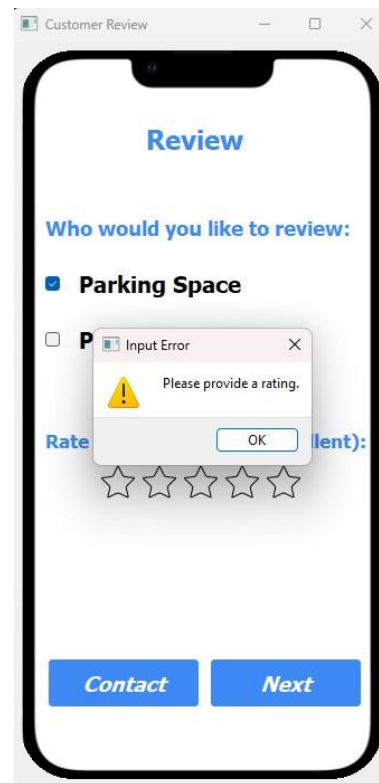 Customer Review
Review
Who would you like to review:
Parking Space
P
Input Error
Please provide a rating.
OK
Rate
llent):
Contact
Next